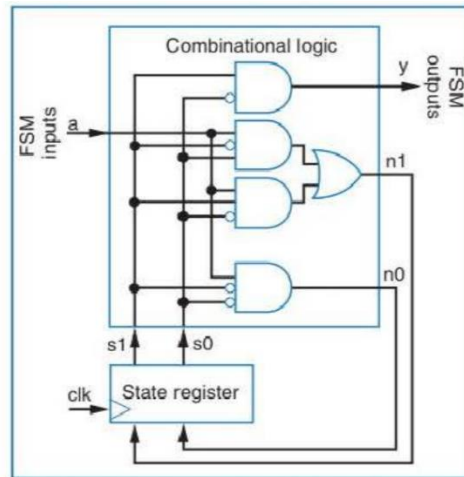 Combinational logic
y
FSM
outputs
FSM
inputs
a
n1
n0
s1
s0
clk
State register